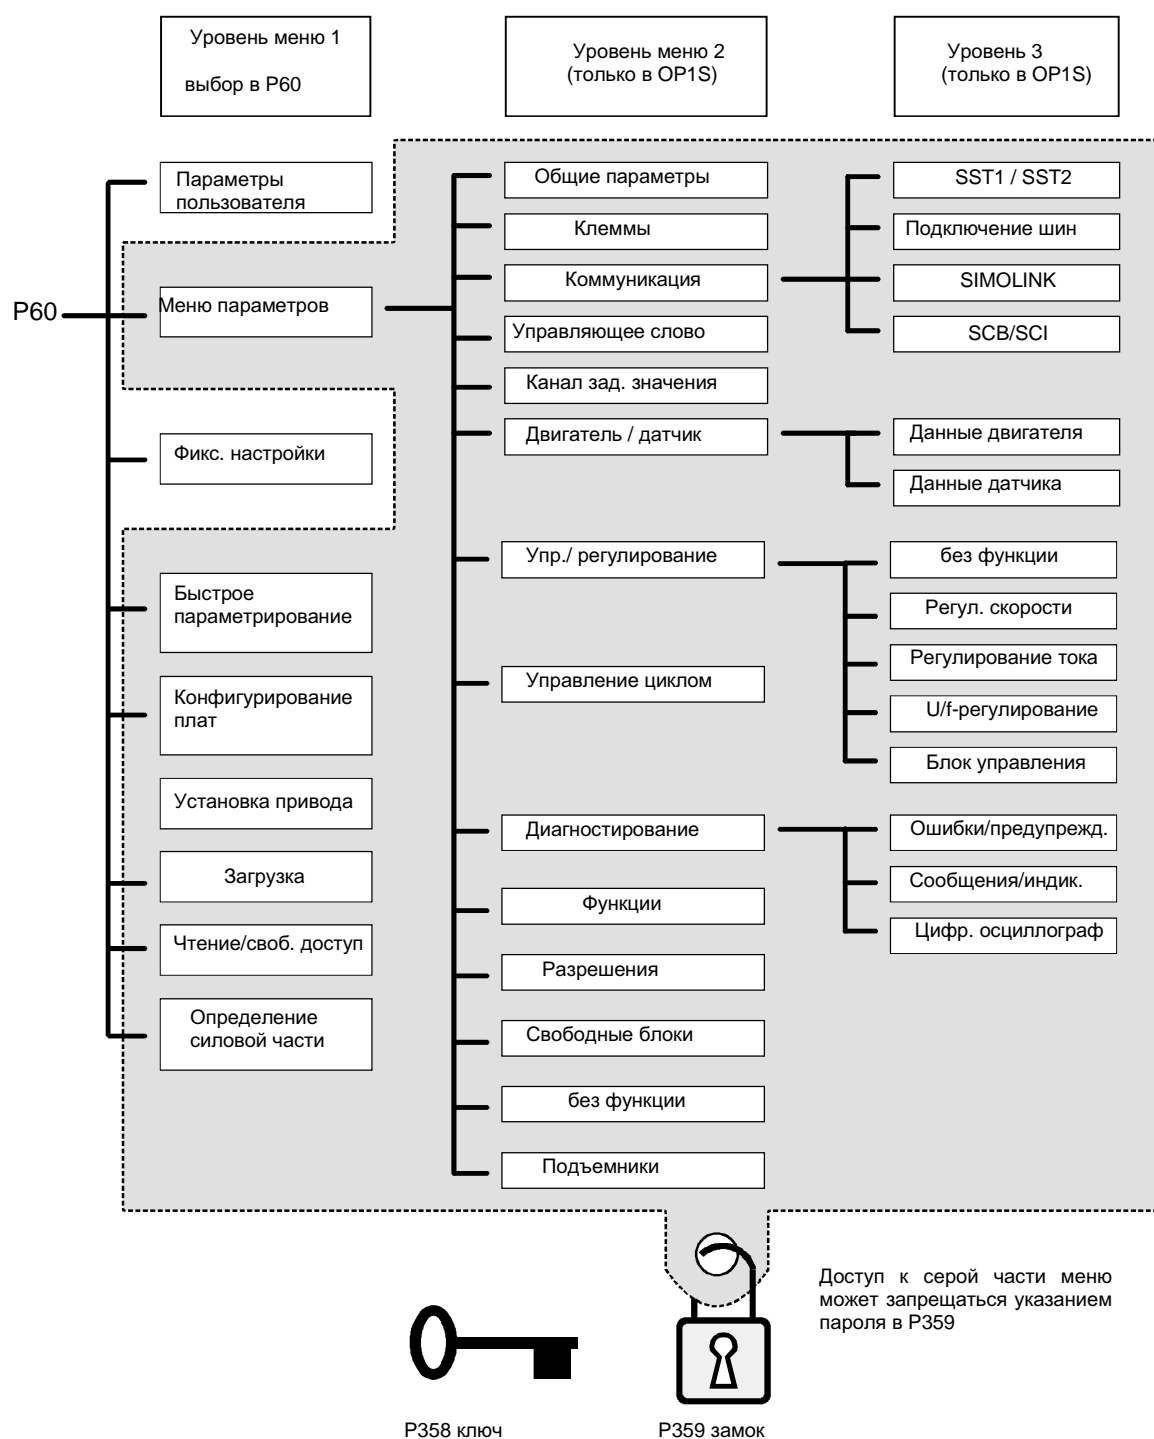 Уровень меню 1
выбор в P60
Уровень меню 2
(только в OP1S)
Уровень 3
(только в OP1S)
P60
Параметры
пользователя
Меню параметров
Фикс. настройки
Быстрое
параметрирование
Конфигурирование
плат
Установка привода
Загрузка
Чтение/своб. доступ
Определение
силовой части
Общие параметры
Клеммы
Коммуникация
Управляющее слово
Канал зад. значения
Двигатель / датчик
Упр./ регулирование
Управление циклом
Диагностирование
Функции
Разрешения
Свободные блоки
без функции
Подъемники
SST1 / SST2
Подключение шин
SIMOLINK
SCB/SCI
Данные двигателя
Данные датчика
без функции
Регул. скорости
Регулирование тока
U/f-регулирование
Блок управления
Ошибки/предупрежд.
Сообщения/индик.
Цифр. осциллограф
Доступ к серой части меню
может запрещаться указанием
пароля в P359
P358 ключ
P359 замок